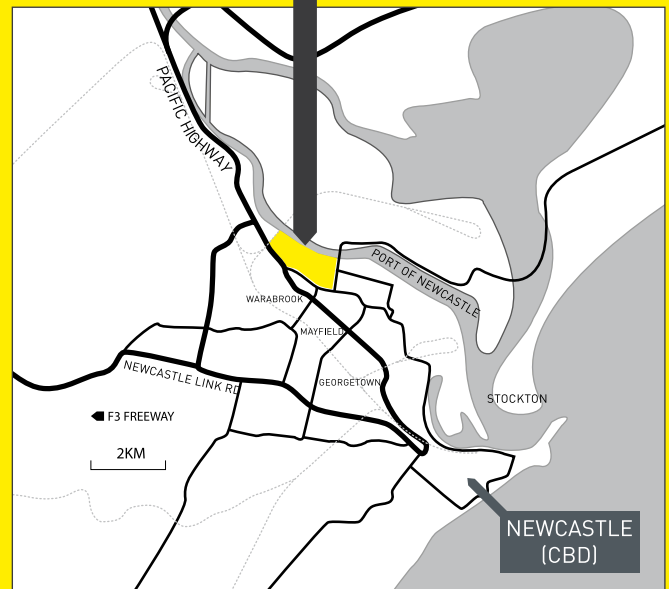 PACIFIC HIGHWAY
PORT OF NEWCASTLE
WARABROOK
MAYFIELD
NEWCASTLE LINK RD
GEORGETOWN
STOCKTON
F3 FREEWAY
2KM
NEWCASTLE
(CBD)